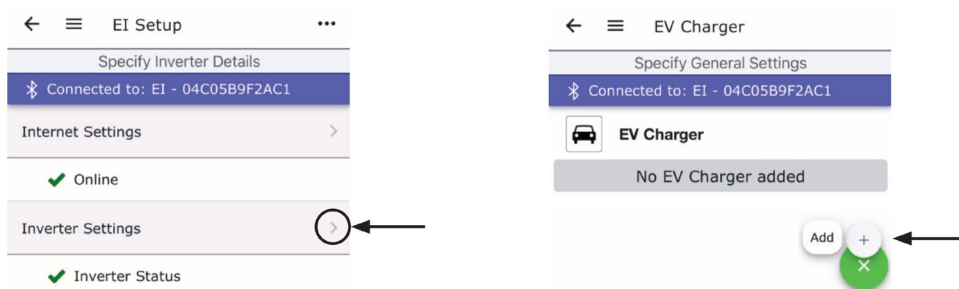 EI Setup
Specify Inverter Details
Connected to: EI - 04C05B9F2AC1
Internet Settings
Online
Inverter Settings
Inverter Status
EV Charger
Specify General Settings
Connected to: EI - 04C05B9F2AC1
EV Charger
No EV Charger added
Add